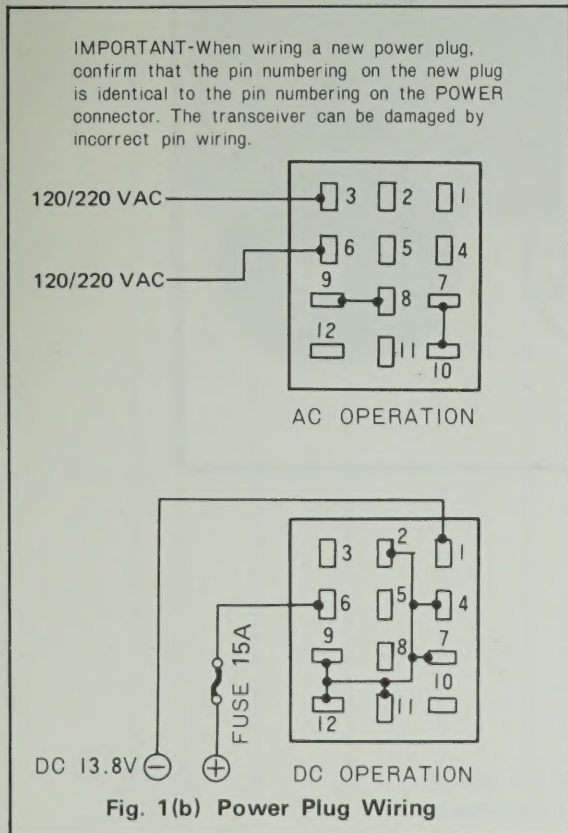 IMPORTANT-When wiring a new power plug,
confirm that the pin numbering on the new plug
is identical to the pin numbering on the POWER
connector. The transceiver can be damaged by
incorrect pin wiring.
120/220 VAC
3 2 1
120/220 VAC
6 5 4
9 8 7
12 11 10
AC OPERATION
3 2 1
6 5 4
9 8 7
12 11 10
FUSE 15A
DC 13.8V - +
DC OPERATION
Fig. 1(b) Power Plug Wiring